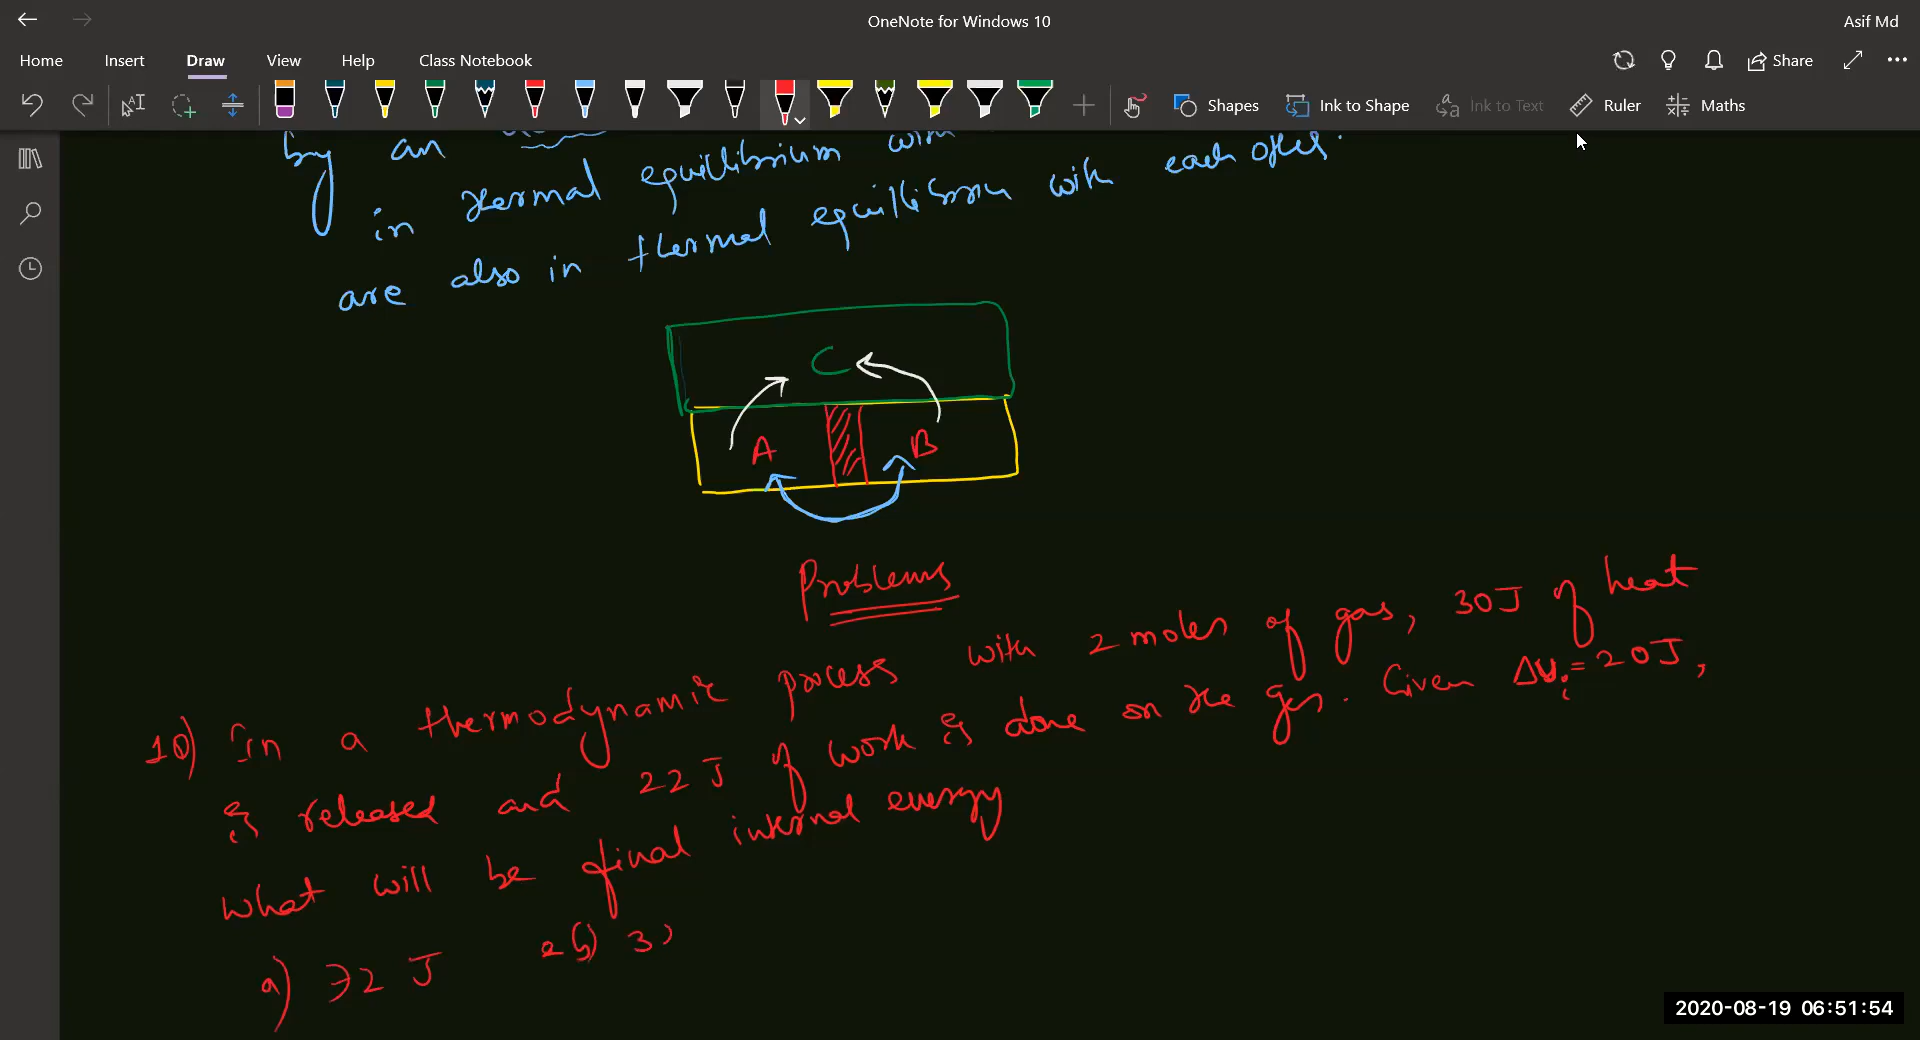 OneNote for Windows 10
Asif Md
Home Insert Draw View Help Class Notebook
Share
Shapes Ink to Shape Ink to Text Ruler Maths
by an
in thermal equillibrium with
are also in thermal equillibrium with each other.
C
A B
Problems
10) In a thermodynamic process with 2 moles of gas, 30J of heat
is released and 22 J of work is done on the gas. Given ΔUi = 20J,
What will be final internal energy
a) 32 J b) 3
2020-08-19 06:51:54